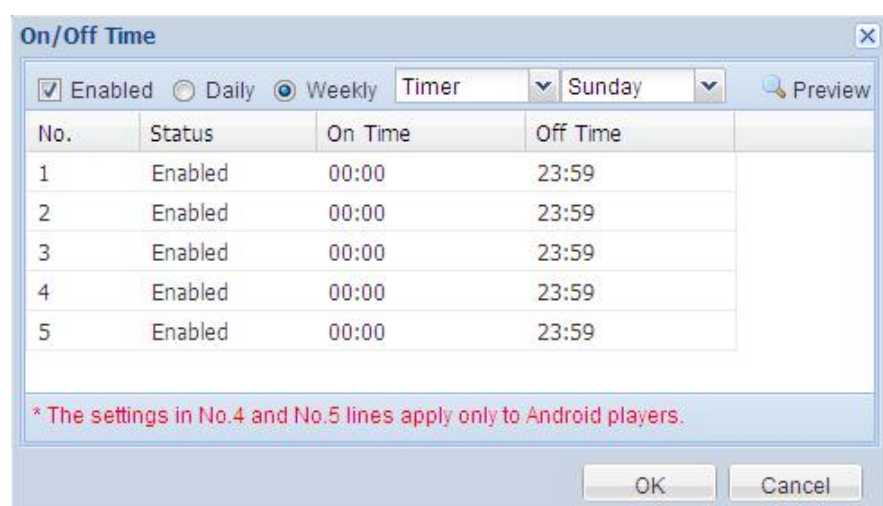 On/Off Time
Enabled Daily Weekly Timer Sunday Preview
No. Status On Time Off Time
1 Enabled 00:00 23:59
2 Enabled 00:00 23:59
3 Enabled 00:00 23:59
4 Enabled 00:00 23:59
5 Enabled 00:00 23:59
* The settings in No.4 and No.5 lines apply only to Android players.
OK Cancel